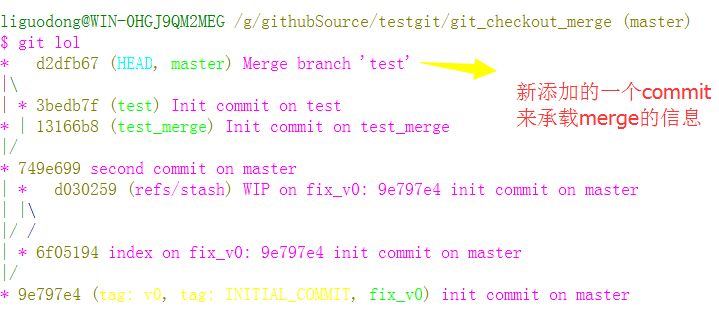 liguodong@WIN-0HGJ9QM2MEG /g/githubSource/testgit/git_checkout_merge (master)
$ git lol
*   d2dfb67 (HEAD, master) Merge branch 'test'
|\
| * 3bedb7f (test) Init commit on test
* | 13166b8 (test_merge) Init commit on test_merge
|/
* 749e699 second commit on master
| *   d030259 (refs/stash) WIP on fix_v0: 9e797e4 init commit on master
| |\
|/ /
| * 6f05194 index on fix_v0: 9e797e4 init commit on master
|/
* 9e797e4 (tag: v0, tag: INITIAL_COMMIT, fix_v0) init commit on master
新添加的一个commit
来承载merge的信息